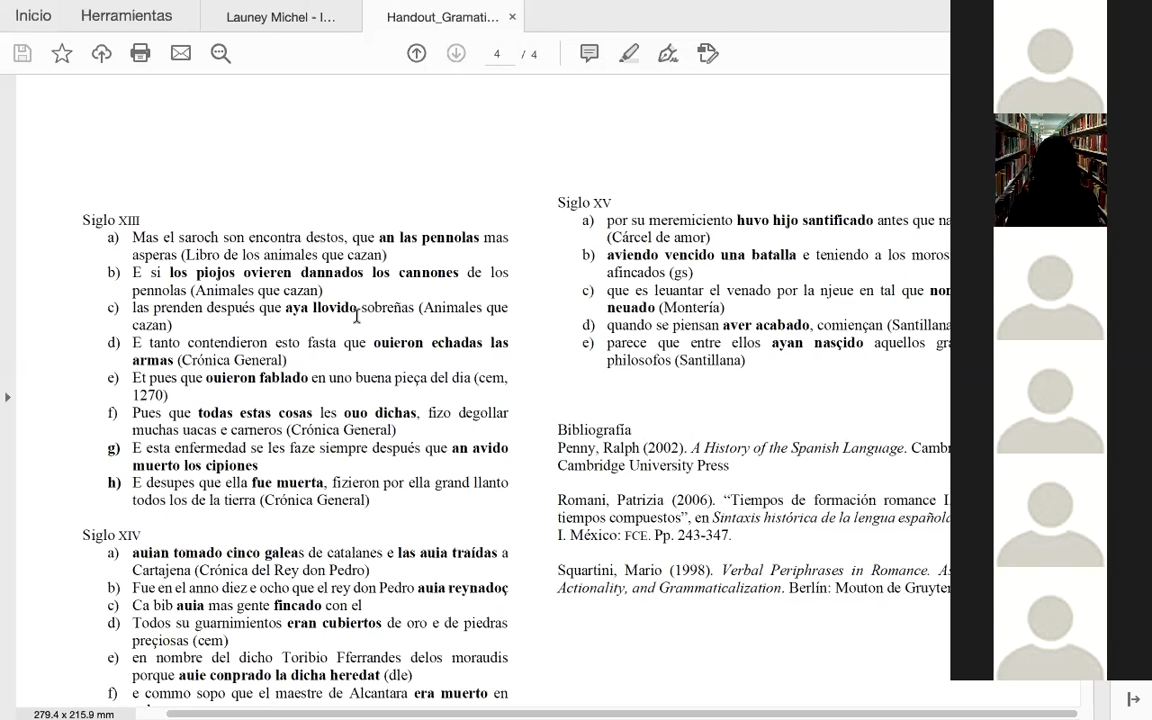 Inicio
Herramientas
Launey Michel - I...
Handout_Gramati...
4 / 4
Siglo XIII
a) Mas el saroch son encontra destos, que an las pennolas mas
asperas (Libro de los animales que cazan)
b) E si los piojos ovieren dannados los cannones de los
pennolas (Animales que cazan)
c) las prenden después que aya llovido sobreñas (Animales que
cazan)
d) E tanto contendieron esto fasta que ouieron echadas las
armas (Crónica General)
e) Et pues que ouieron fablado en uno buena pieça del dia (cem,
1270)
f) Pues que todas estas cosas les ouo dichas, fizo degollar
muchas uacas e carneros (Crónica General)
g) E esta enfermedad se les faze siempre después que an avido
muerto los cipiones
h) E desupes que ella fue muerta, fizieron por ella grand llanto
todos los de la tierra (Crónica General)
Siglo XIV
a) auian tomado cinco galeas de catalanes e las auia traídas a
Cartajena (Crónica del Rey don Pedro)
b) Fue en el anno diez e ocho que el rey don Pedro auia reynadoç
c) Ca bib auia mas gente fincado con el
d) Todos su guarnimientos eran cubiertos de oro e de piedras
preçiosas (cem)
e) en nombre del dicho Toribio Fferrandes delos moraudis
porque auie conprado la dicha heredat (dle)
f) e commo sopo que el maestre de Alcantara era muerto en
Siglo XV
a) por su meremiciento huvo hijo santificado antes que na
(Cárcel de amor)
b) aviendo vencido una batalla e teniendo a los moros
afincados (gs)
c) que es leuantar el venado por la njeue en tal que non
neuado (Montería)
d) quando se piensan aver acabado, comiençan (Santillana
e) parece que entre ellos ayan nasçido aquellos gra
philosofos (Santillana)
Bibliografía
Penny, Ralph (2002). A History of the Spanish Language. Camb
Cambridge University Press
Romani, Patrizia (2006). “Tiempos de formación romance I.
tiempos compuestos”, en Sintaxis histórica de la lengua española
I. México: FCE. Pp. 243-347.
Squartini, Mario (1998). Verbal Periphrases in Romance. As
Actionality, and Grammaticalization. Berlín: Mouton de Gruyter
279.4 x 215.9 mm